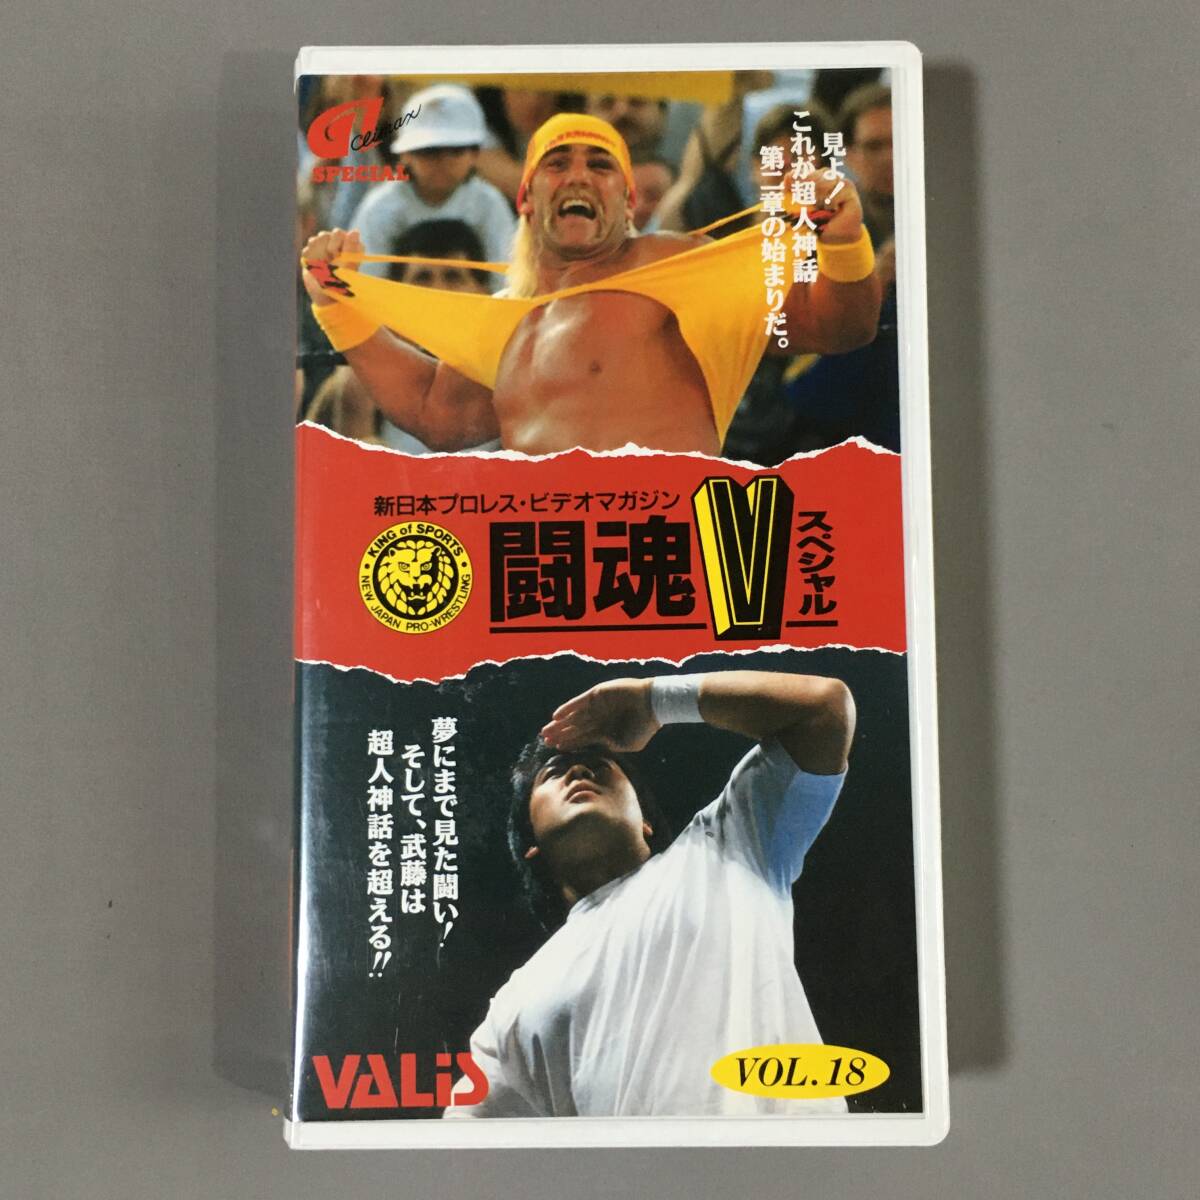 G1
Climax
SPECIAL
見よ!
これが超人神話
第二章の始まりだ。
新日本プロレス・ビデオマガジン
KING of SPORTS
NEW JAPAN PRO-WRESTLING
闘魂V
スペシャル
夢にまで見た闘い!
そして、武藤は
超人神話を超える!!
VALiS
VOL.18